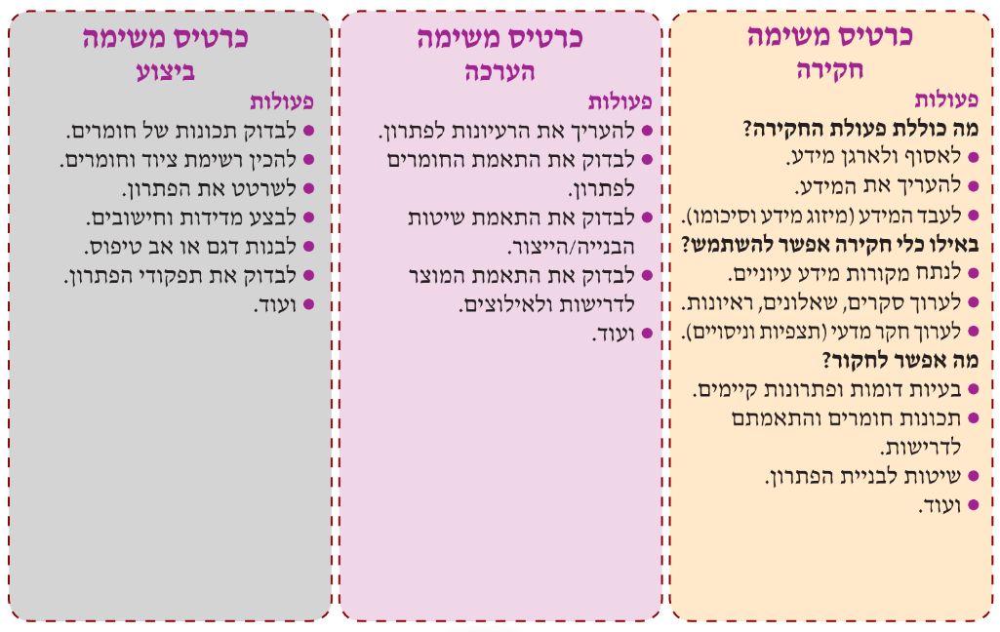 כרטיס משימה
חקירה
פעולות
מה כוללת פעולת החקירה?
● לאסוף ולארגן מידע.
● להעריך את המידע.
● לעבד המידע (מיזוג מידע וסיכומו).
באילו כלי חקירה אפשר להשתמש?
● לנתח מקורות מידע עיוניים.
● לערוך סקרים, שאלונים, ראיונות.
● לערוך חקר מדעי (תצפיות וניסויים).
מה אפשר לחקור?
● בעיות דומות ופתרונות קיימים.
● תכונות חומרים והתאמתם
לדרישות.
● שיטות לבניית הפתרון.
● ועוד.
כרטיס משימה
הערכה
פעולות
● להעריך את הרעיונות לפתרון.
● לבדוק את התאמת החומרים
לפתרון.
● לבדוק את התאמת שיטות
הבנייה/הייצור.
● לבדוק את התאמת המוצר
לדרישות ולאילוצים.
● ועוד.
כרטיס משימה
ביצוע
פעולות
● לבדוק תכונות של חומרים.
● להכין רשימת ציוד וחומרים.
● לשרטט את הפתרון.
● לבצע מדידות וחישובים.
● לבנות דגם או אב טיפוס.
● לבדוק את תפקודי הפתרון.
● ועוד.